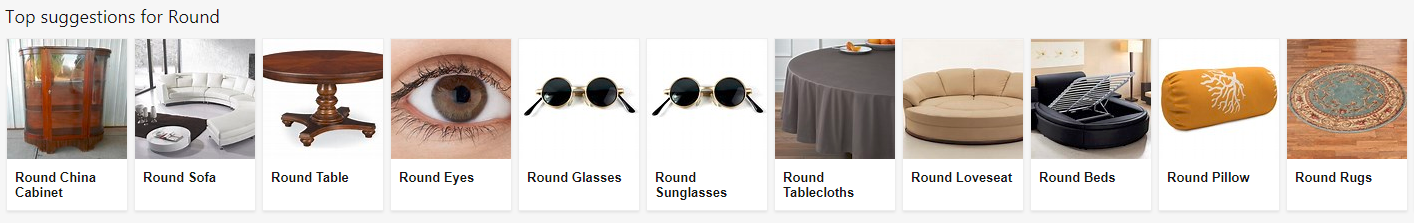 Top suggestions for Round
Round China
Cabinet
Round Sofa
Round Table
Round Eyes
Round Glasses
Round
Sunglasses
Round
Tablecloths
Round Loveseat
Round Beds
Round Pillow
Round Rugs